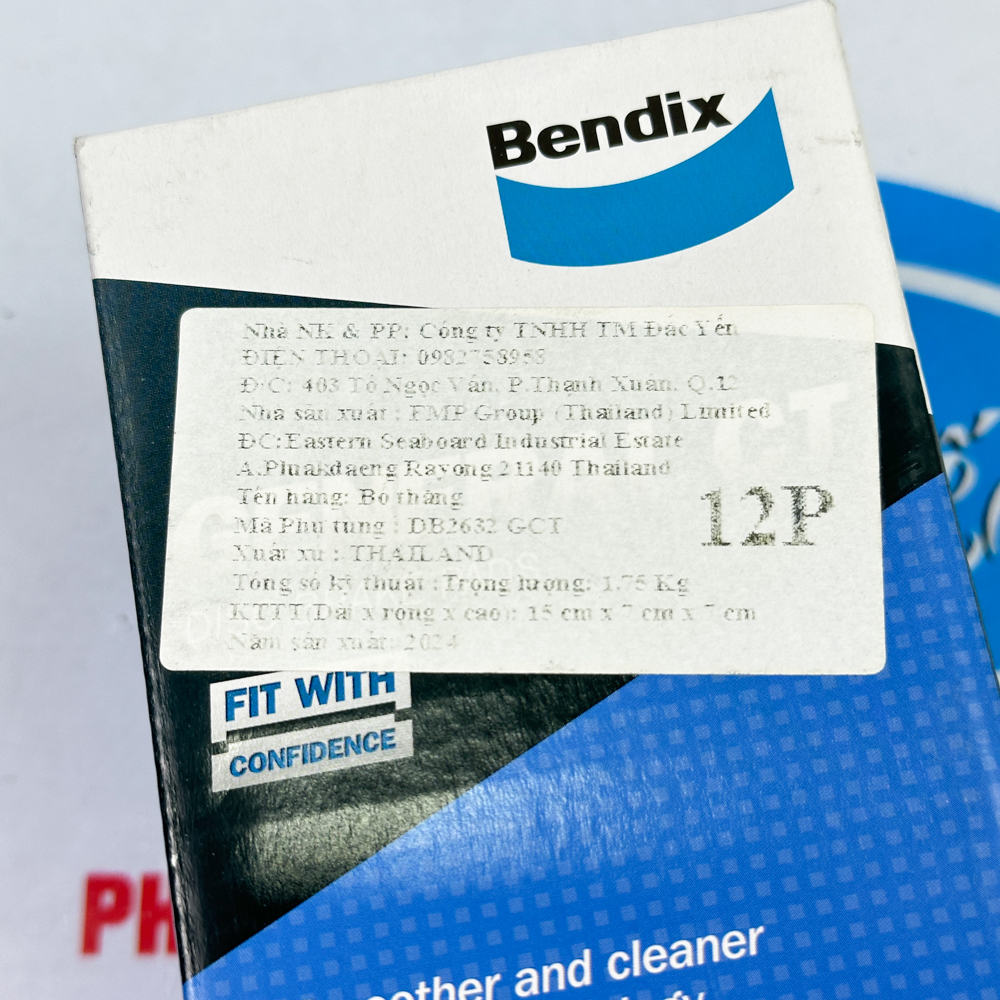 Bendix
Nhà NK & PP: Công ty TNHH TM Đắc Yến
ĐIỆN THOẠI: 0982758958
Đ/C: 403 Tô Ngọc Vân, P.Thạnh Xuân, Q.12
Nhà sản xuất : FMP Group (Thailand) Limited
ĐC:Eastern Seaboard Industrial Estate
A.Pluakdaeng Rayong 21140 Thailand
Tên hàng: Bố thắng
Mã Phụ tùng : DB2632 GCT
12P
Xuất xứ : THAILAND
Tổng số kỹ thuật :Trọng lượng: 1.75 Kg
KTTT(Dài x rộng x cao): 15 cm x 7 cm x 7 cm
Năm sản xuất: 2024
FIT WITH
CONFIDENCE
PH
other and cleaner